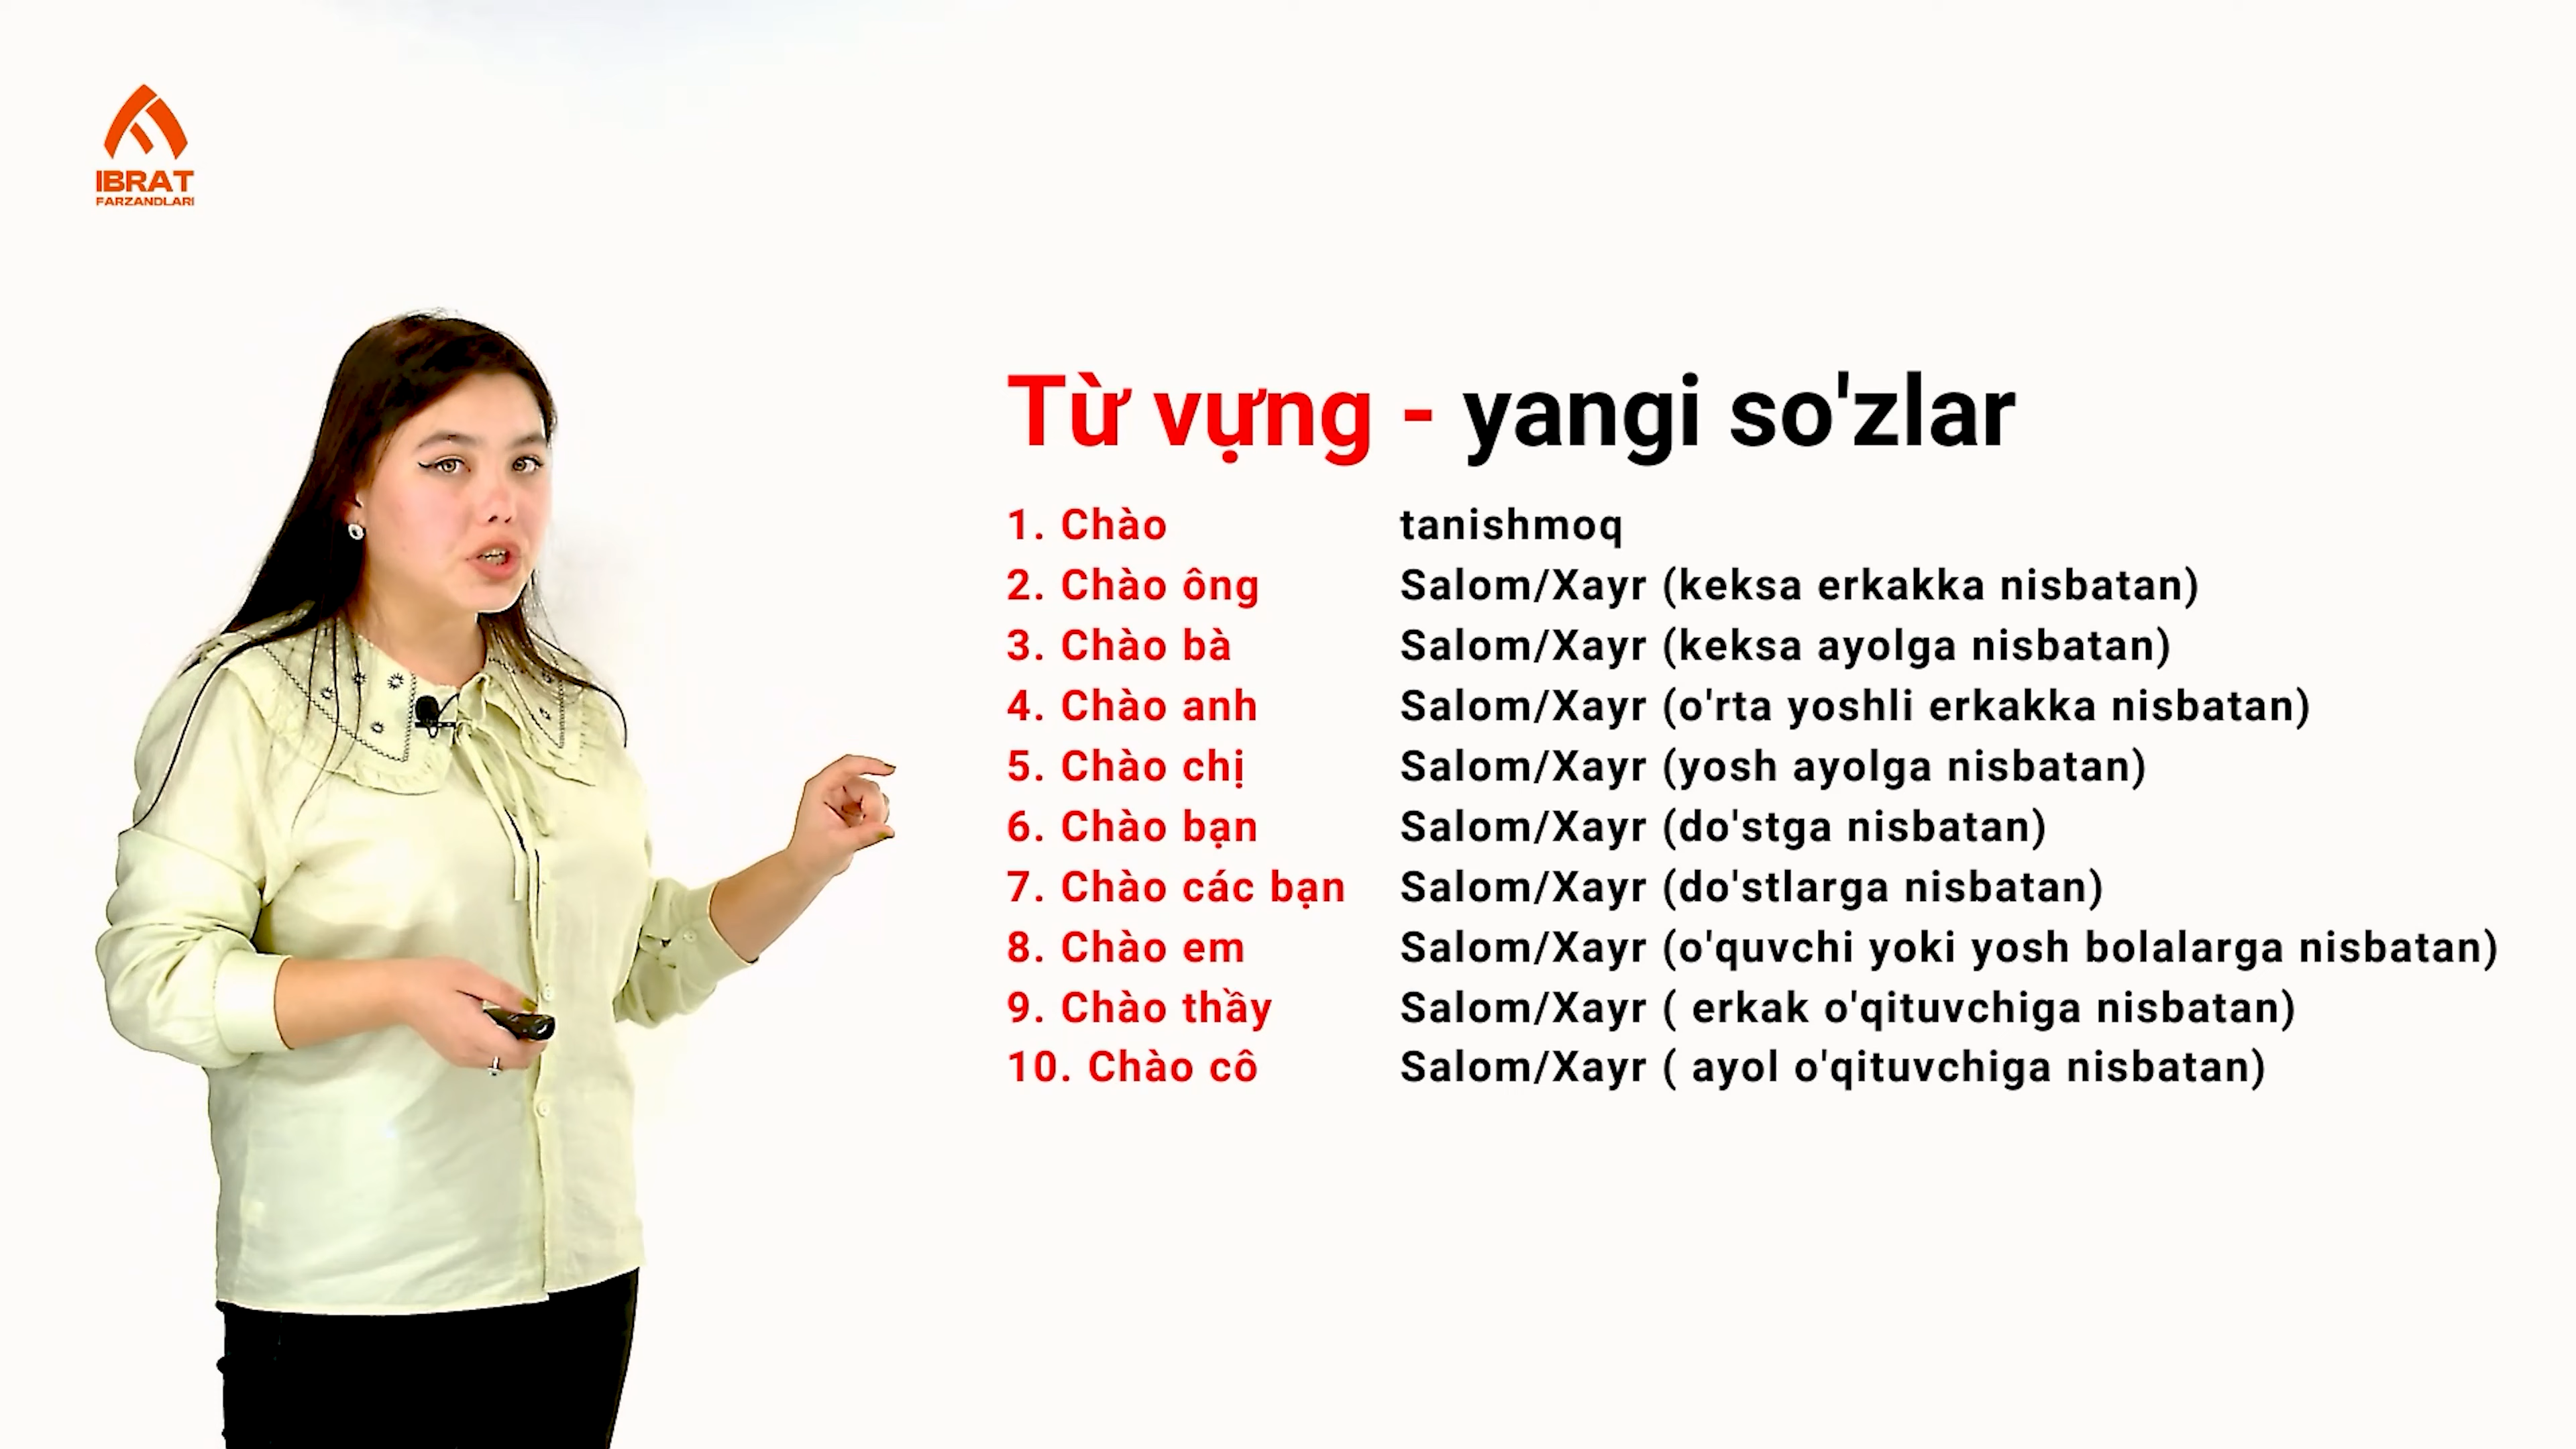 IBRAT
FARZANDLARI
Từ vựng - yangi so'zlar
1. Chào tanishmoq
2. Chào ông Salom/Xayr (keksa erkakka nisbatan)
3. Chào bà Salom/Xayr (keksa ayolga nisbatan)
4. Chào anh Salom/Xayr (o'rta yoshli erkakka nisbatan)
5. Chào chị Salom/Xayr (yosh ayolga nisbatan)
6. Chào bạn Salom/Xayr (do'stga nisbatan)
7. Chào các bạn Salom/Xayr (do'stlarga nisbatan)
8. Chào em Salom/Xayr (o'quvchi yoki yosh bolalarga nisbatan)
9. Chào thầy Salom/Xayr ( erkak o'qituvchiga nisbatan)
10. Chào cô Salom/Xayr ( ayol o'qituvchiga nisbatan)